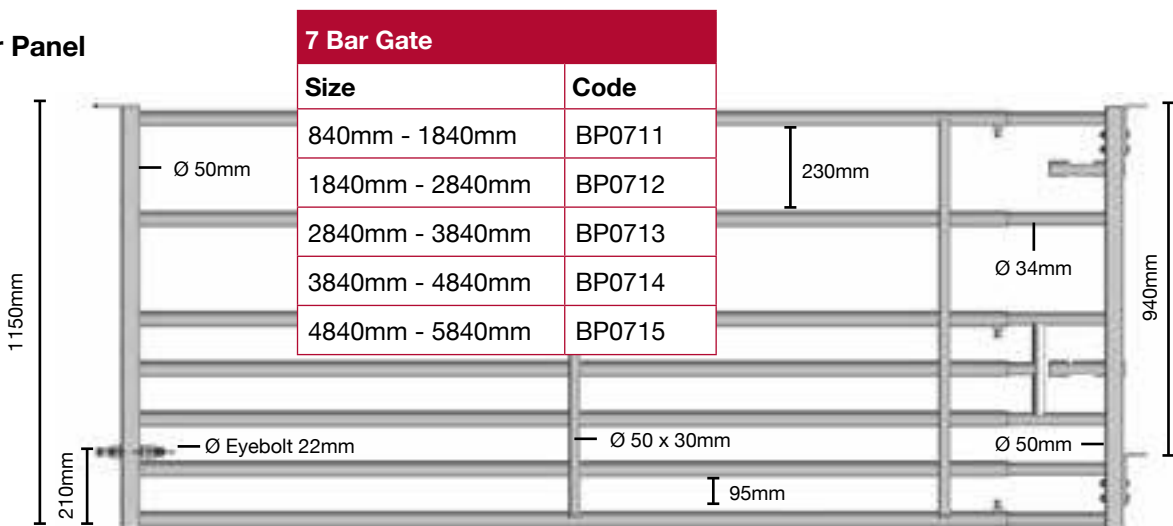 r Panel
7 Bar Gate
Size Code
840mm - 1840mm BP0711
1840mm - 2840mm BP0712
2840mm - 3840mm BP0713
3840mm - 4840mm BP0714
4840mm - 5840mm BP0715
Ø 50mm
230mm
Ø 34mm
1150mm
940mm
Ø Eyebolt 22mm
Ø 50 x 30mm
Ø 50mm
210mm
95mm